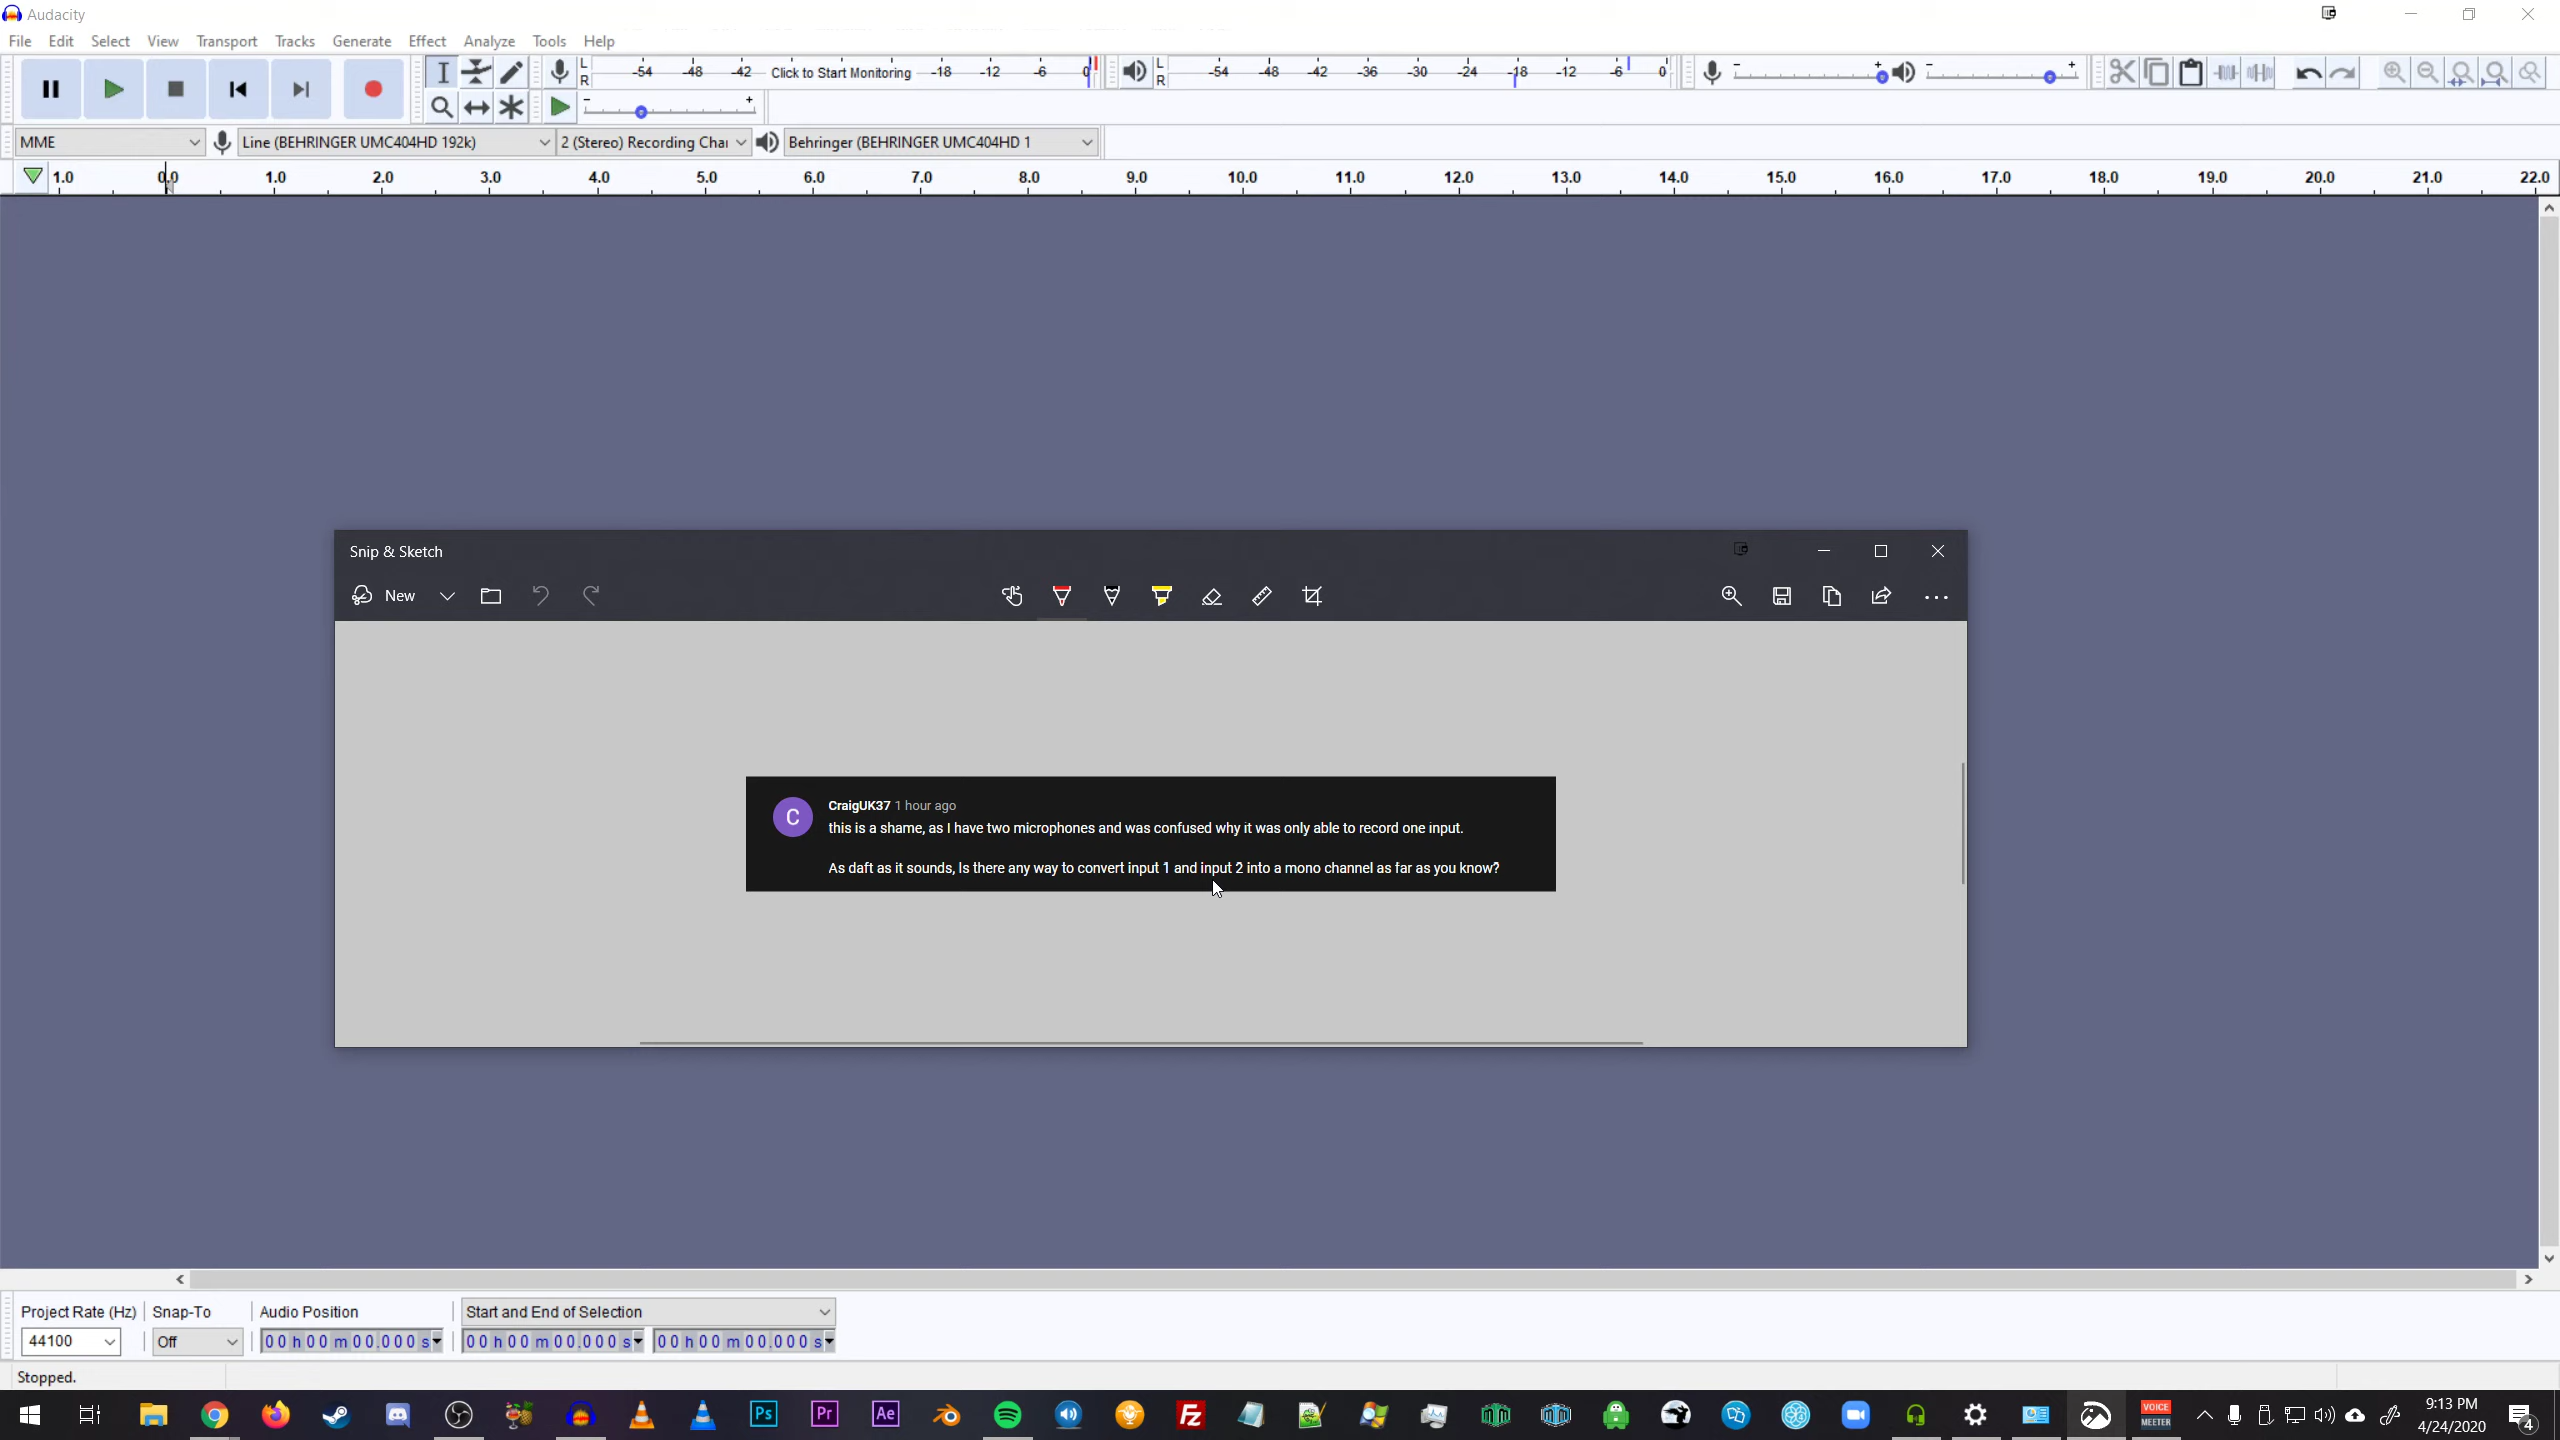 Audacity
File Edit Select View Transport Tracks Generate Effect Analyze Tools Help
L R -54 -48 -42 Click to Start Monitoring -18 -12 -6 0 L R -54 -48 -42 -36 -30 -24 -18 -12 -6 0
MME Line (BEHRINGER UMC404HD 192k) 2 (Stereo) Recording Chai Behringer (BEHRINGER UMC404HD 1
1.0 0.0 1.0 2.0 3.0 4.0 5.0 6.0 7.0 8.0 9.0 10.0 11.0 12.0 13.0 14.0 15.0 16.0 17.0 18.0 19.0 20.0 21.0 22.0
Snip & Sketch
New
C
CraigUK37 1 hour ago
this is a shame, as I have two microphones and was confused why it was only able to record one input.
As daft as it sounds, Is there any way to convert input 1 and input 2 into a mono channel as far as you know?
Project Rate (Hz) Snap-To Audio Position Start and End of Selection
44100 Off 00 h 00 m 00.000 s 00 h 00 m 00.000 s 00 h 00 m 00.000 s
Stopped.
Ps Pr Ae Fz VOICE MEETER 9:13 PM
4/24/2020 4